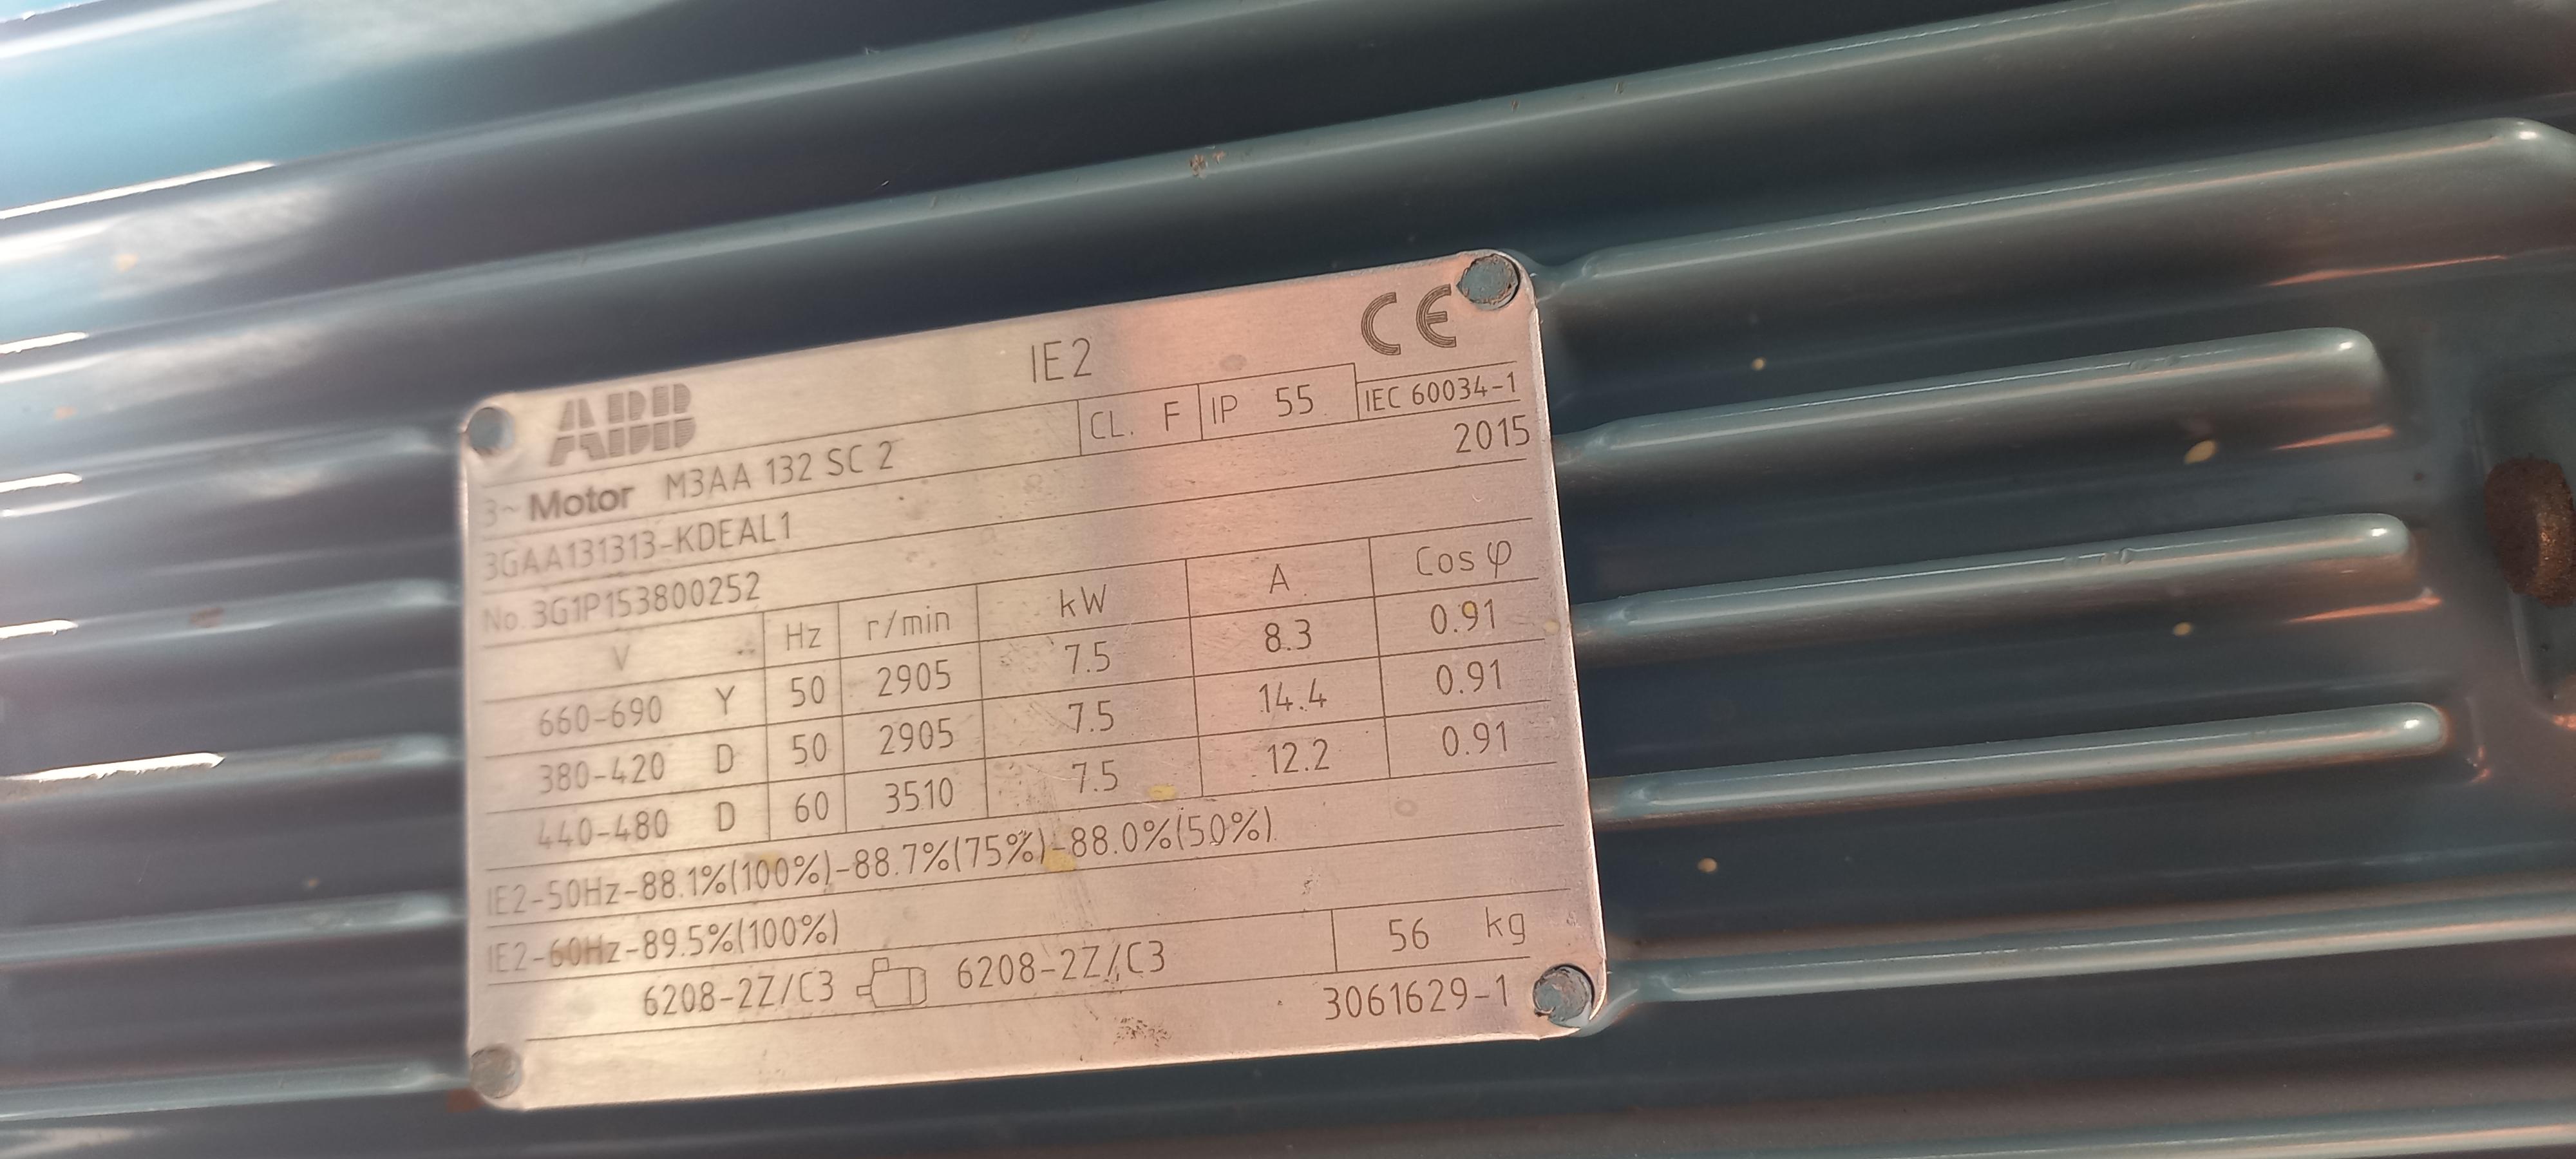 ABB IE2 CE
3~ Motor M3AA 132 SC 2 CL. F IP 55 IEC 60034-1
3GAA131313-KDEAL1 2015
No. 3G1P153800252
V Hz r/min kW A Cos φ
660-690 Y 50 2905 7.5 8.3 0.91
380-420 D 50 2905 7.5 14.4 0.91
440-480 D 60 3510 7.5 12.2 0.91
IE2-50Hz-88.1%(100%)-88.7%(75%)-88.0%(50%)
IE2-60Hz-89.5%(100%)
6208-2Z/C3 6208-2Z/C3 56 kg
3061629-1